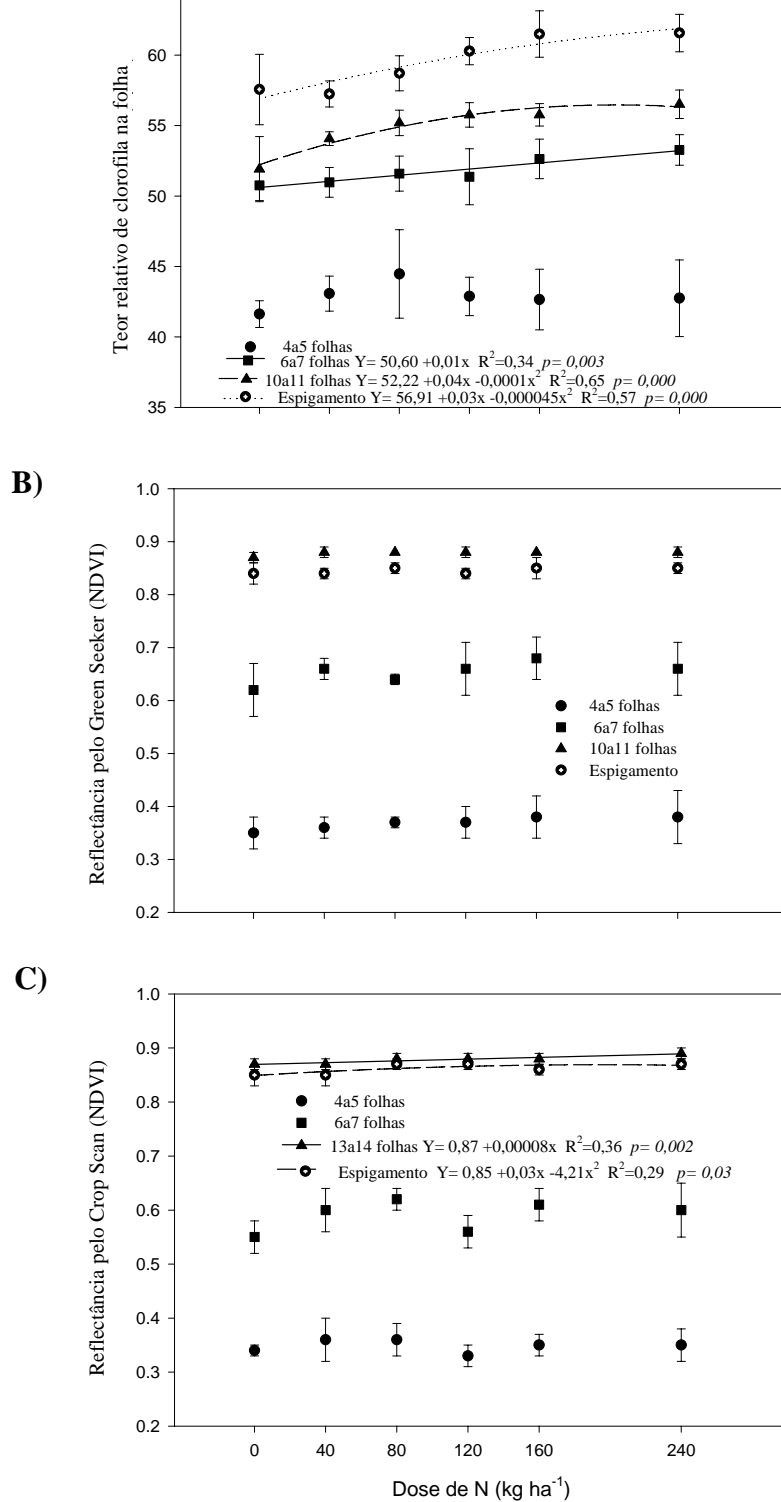 60
55
50
45
40
35
Teor relativo de clorofila na folha
4a5 folhas
6a7 folhas Y= 50,60 +0,01x R²=0,34 p= 0,003
10a11 folhas Y= 52,22 +0,04x -0,0001x² R²=0,65 p= 0,000
Espigamento Y= 56,91 +0,03x -0,000045x² R²=0,57 p= 0,000
B)
1.0
0.9
0.8
0.7
0.6
0.5
0.4
0.3
0.2
Reflectância pelo Green Seeker (NDVI)
4a5 folhas
6a7 folhas
10a11 folhas
Espigamento
C)
1.0
0.9
0.8
0.7
0.6
0.5
0.4
0.3
0.2
Reflectância pelo Crop Scan (NDVI)
4a5 folhas
6a7 folhas
13a14 folhas Y= 0,87 +0,00008x R²=0,36 p= 0,002
Espigamento Y= 0,85 +0,03x -4,21x² R²=0,29 p= 0,03
0 40 80 120 160 240
Dose de N (kg ha⁻¹)